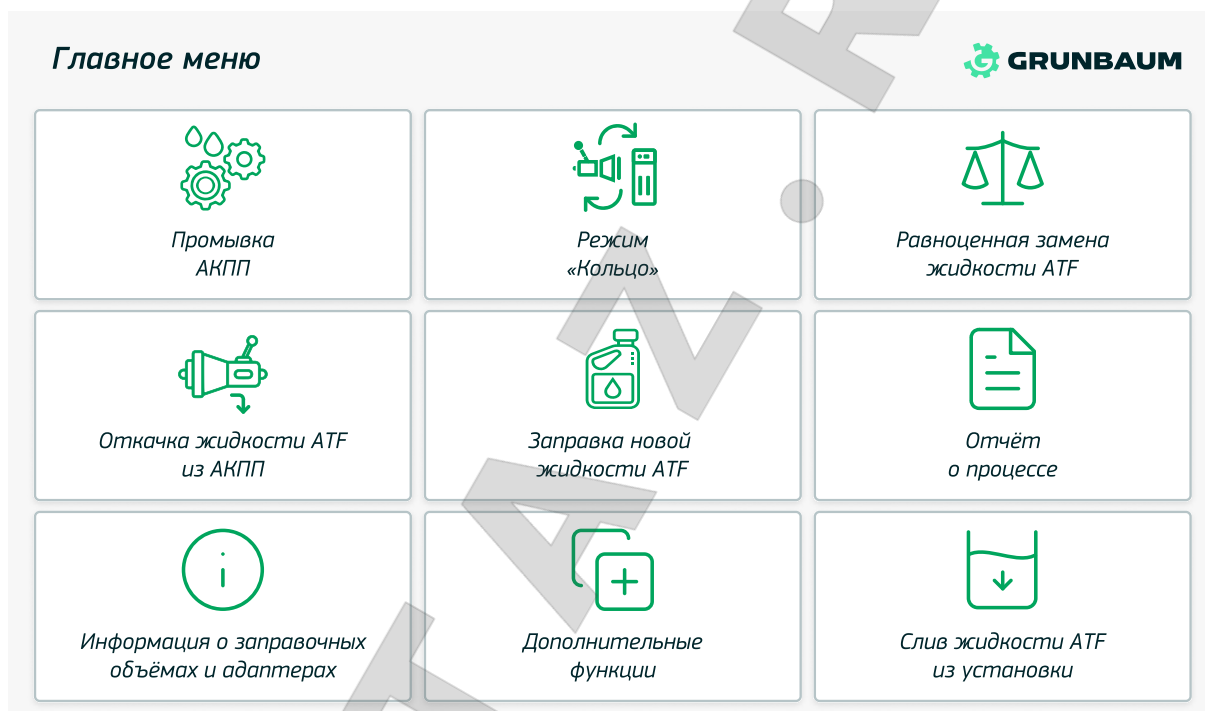 Главное меню
GRUNBAUM
Промывка
АКПП
Режим
«Кольцо»
Равноценная замена
жидкости ATF
Откачка жидкости ATF
из АКПП
Заправка новой
жидкости ATF
Отчёт
о процессе
Информация о заправочных
объёмах и адаптерах
Дополнительные
функции
Слив жидкости ATF
из установки